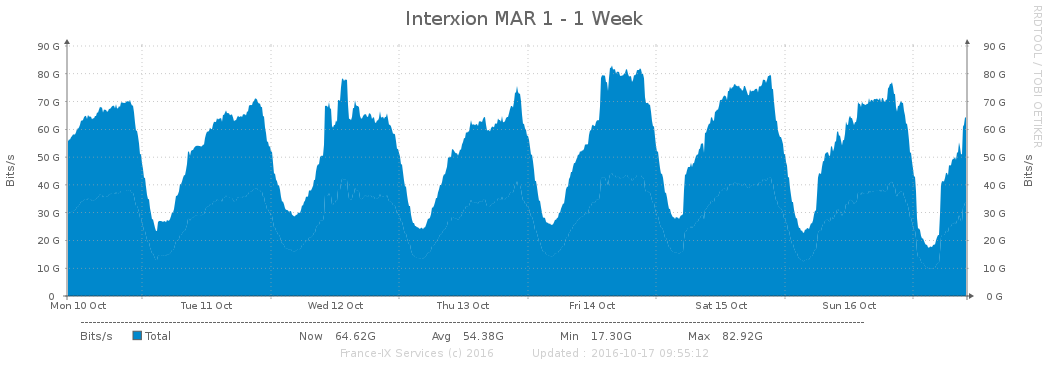 Interxion MAR 1 - 1 Week
RRDTOOL / TOBI OETIKER
Bits/s
90 G 90 G
80 G 80 G
70 G 70 G
60 G 60 G
50 G 50 G
40 G 40 G
30 G 30 G
20 G 20 G
10 G 10 G
0 0 G
Bits/s
Mon 10 Oct Tue 11 Oct Wed 12 Oct Thu 13 Oct Fri 14 Oct Sat 15 Oct Sun 16 Oct
Bits/s Total Now 64.62G Avg 54.38G Min 17.30G Max 82.92G
France-IX Services (c) 2016 Updated : 2016-10-17 09:55:12